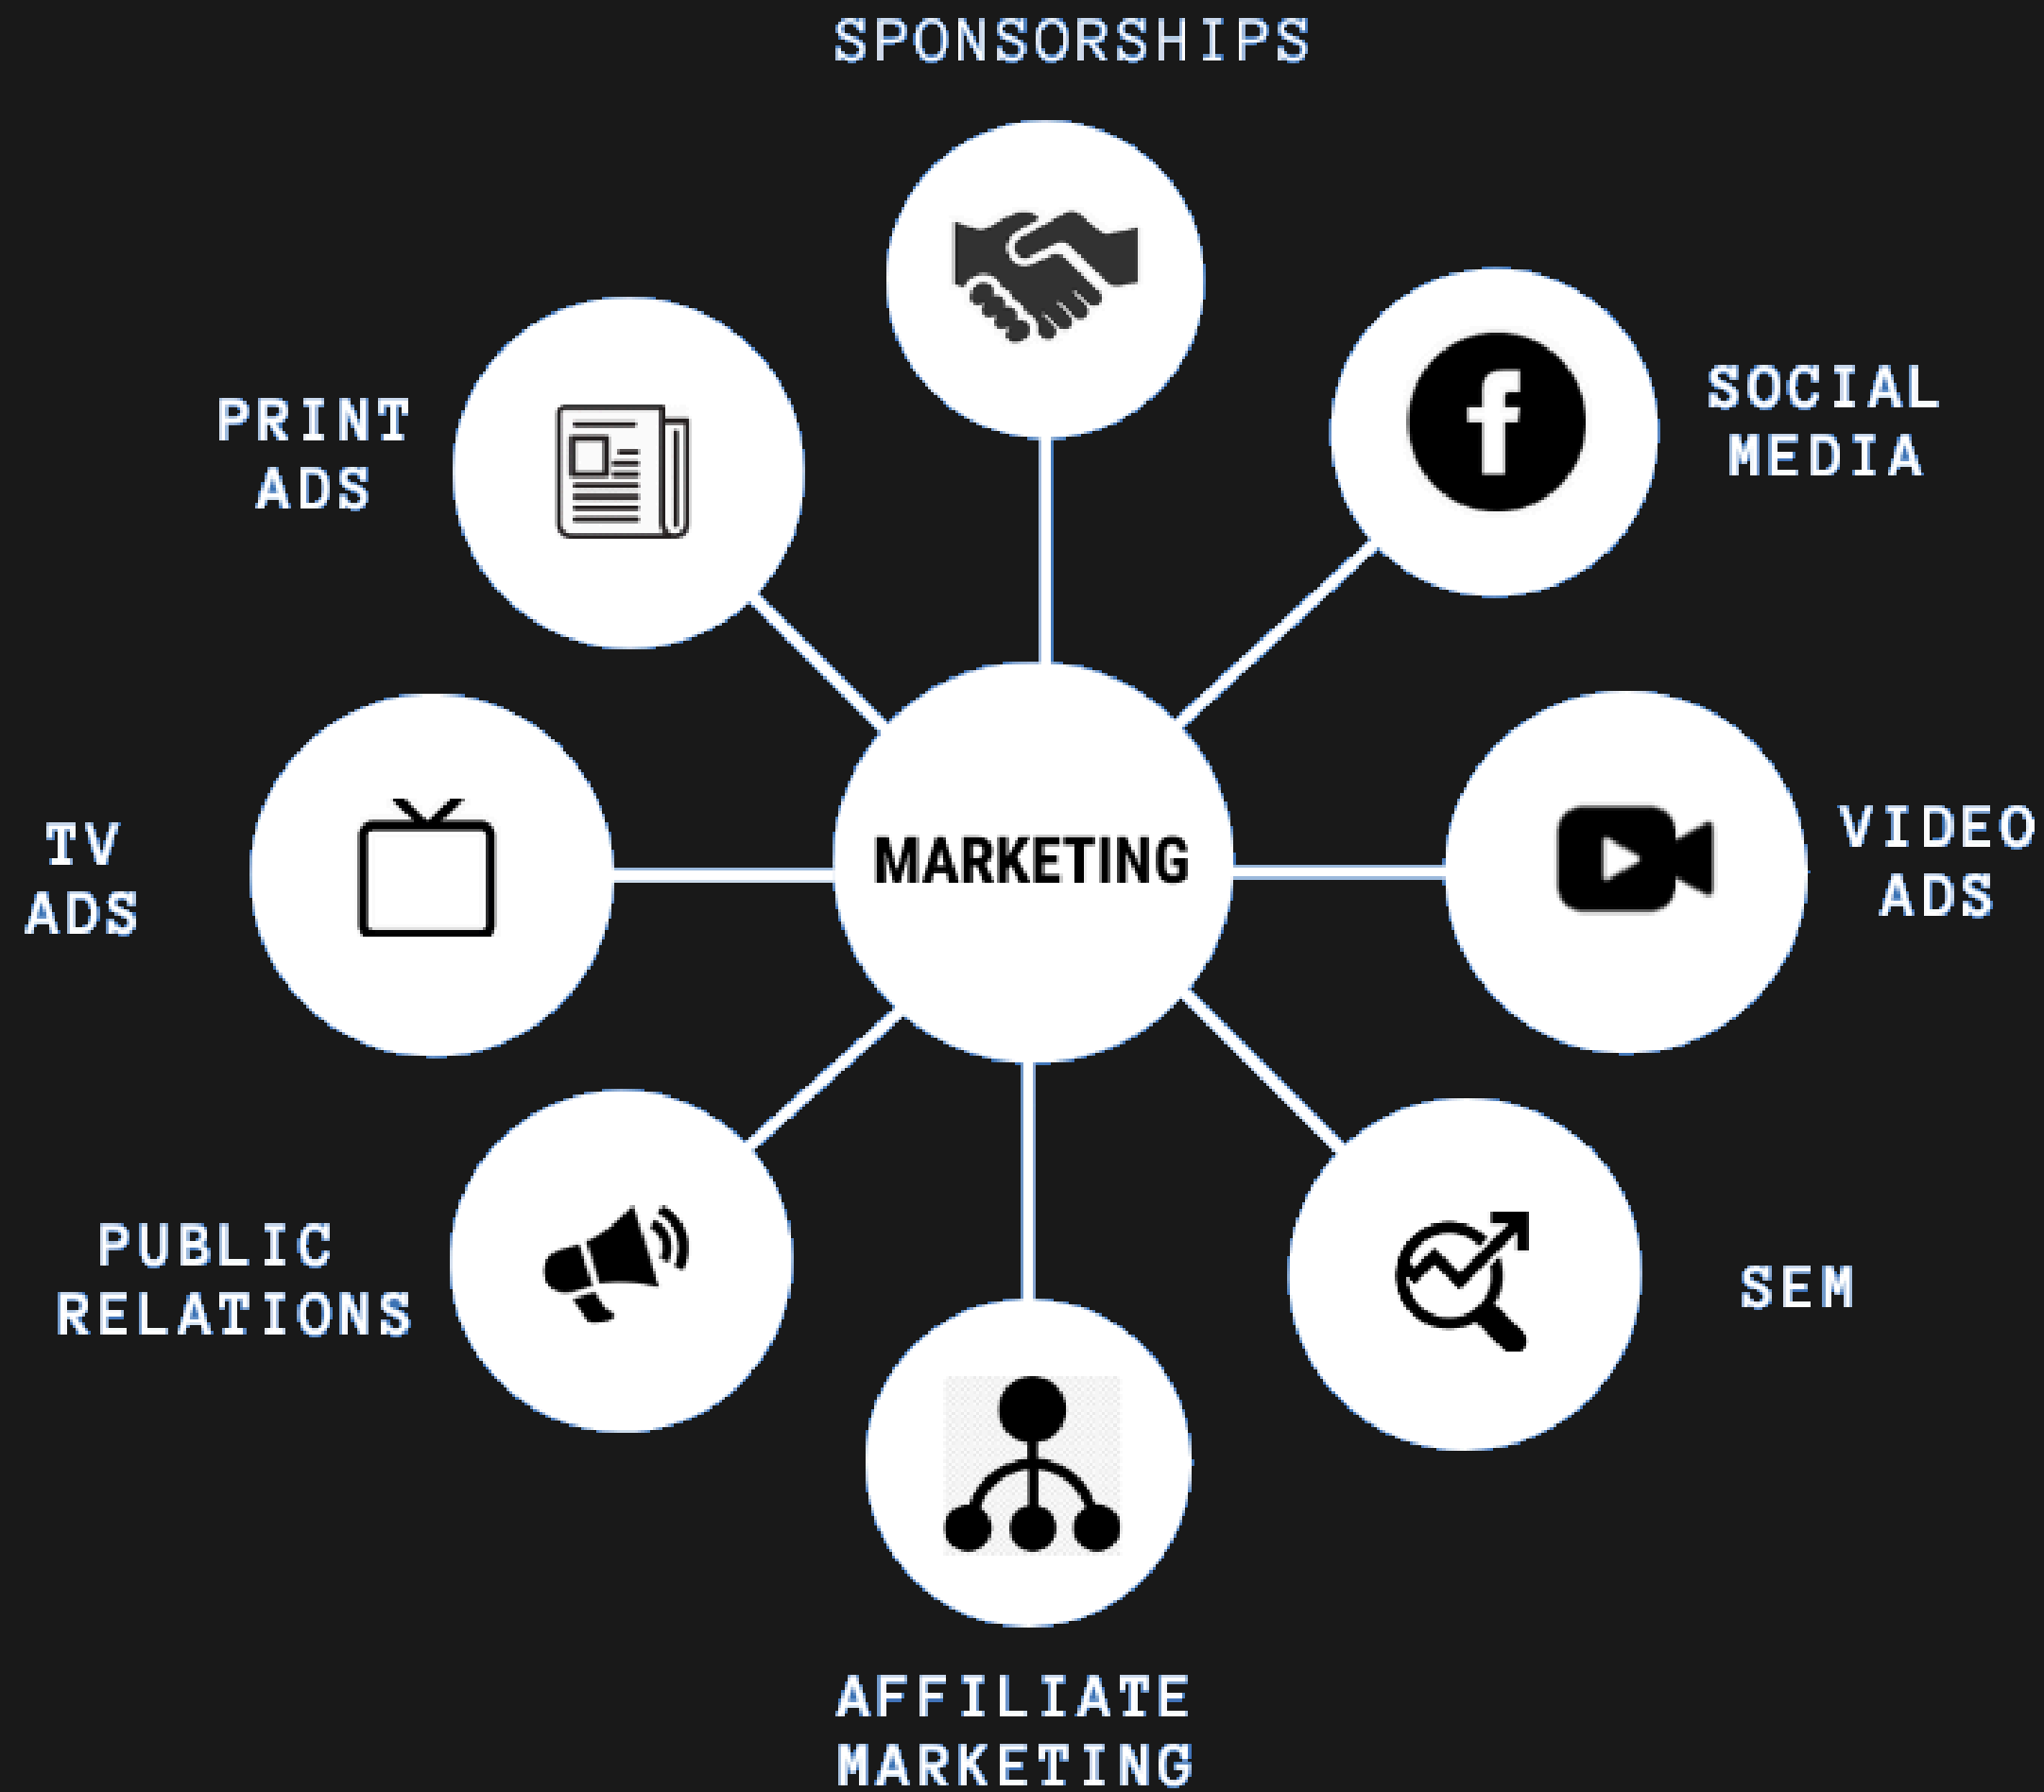 SPONSORSHIPS
SOCIAL
MEDIA
PRINT
ADS
VIDEO
ADS
TV
ADS
MARKETING
PUBLIC
RELATIONS
SEM
AFFILIATE
MARKETING